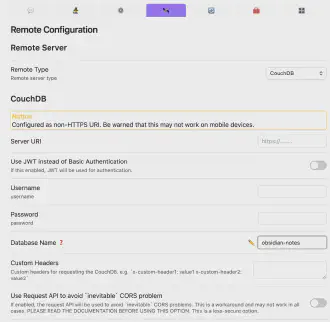 Remote Configuration
Remote Server
Remote Type
Remote server type
CouchDB
CouchDB
Notice
Configured as non-HTTPS URI. Be warned that this may not work on mobile devices.
Server URI
https://........
Use JWT instead of Basic Authentication
If this enabled, JWT will be used for authentication.
Username
username
Password
password
Database Name ❓
obsidian-notes
Custom Headers
Custom headers for requesting the CouchDB. e.g. `x-custom-header1: value1\n x-custom-header2:
value2`
Use Request API to avoid `inevitable` CORS problem
If enabled, the request API will be used to avoid `inevitable` CORS problems. This is a workaround and may not work in all
cases. PLEASE READ THE DOCUMENTATION BEFORE USING THIS OPTION. This is a less-secure option.